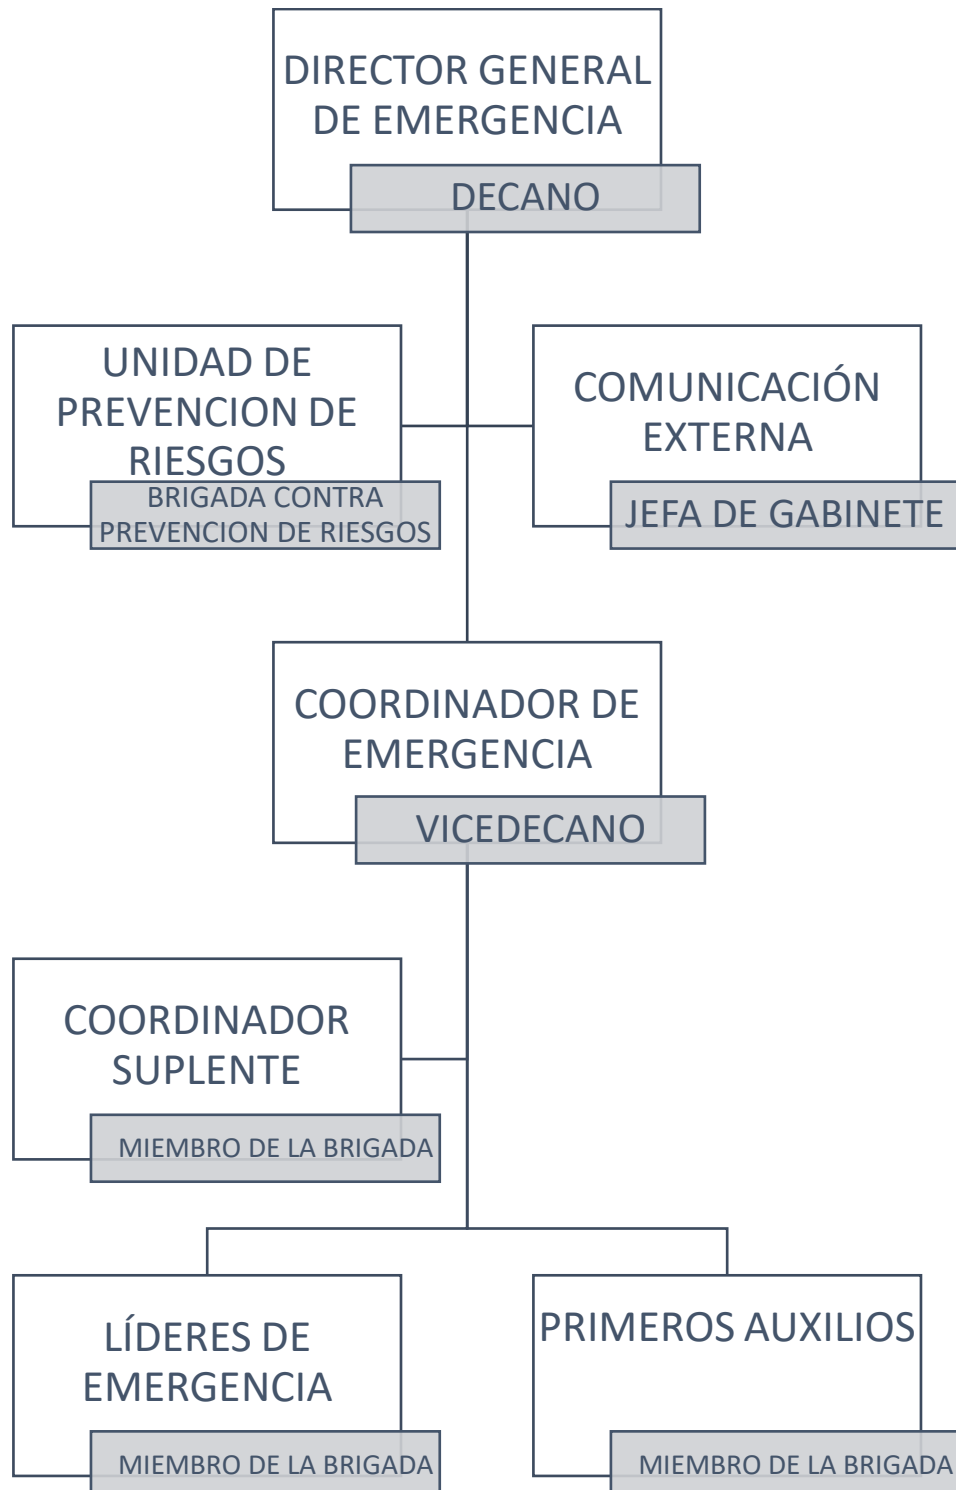 DIRECTOR GENERAL
DE EMERGENCIA
DECANO
UNIDAD DE
PREVENCION DE
RIESGOS
BRIGADA CONTRA
PREVENCION DE RIESGOS
COMUNICACIÓN
EXTERNA
JEFA DE GABINETE
COORDINADOR DE
EMERGENCIA
VICEDECANO
COORDINADOR
SUPLENTE
MIEMBRO DE LA BRIGADA
LÍDERES DE
EMERGENCIA
MIEMBRO DE LA BRIGADA
PRIMEROS AUXILIOS
MIEMBRO DE LA BRIGADA